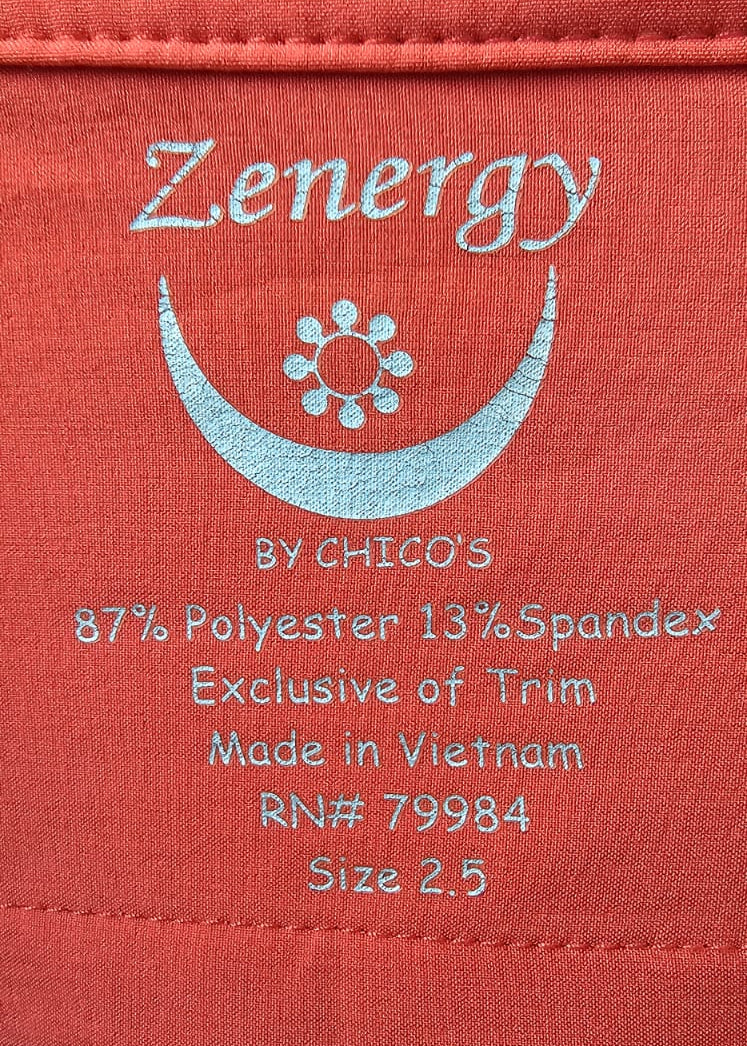 Zenergy
BY CHICO'S
87% Polyester 13%Spandex
Exclusive of Trim
Made in Vietnam
RN# 79984
Size 2.5